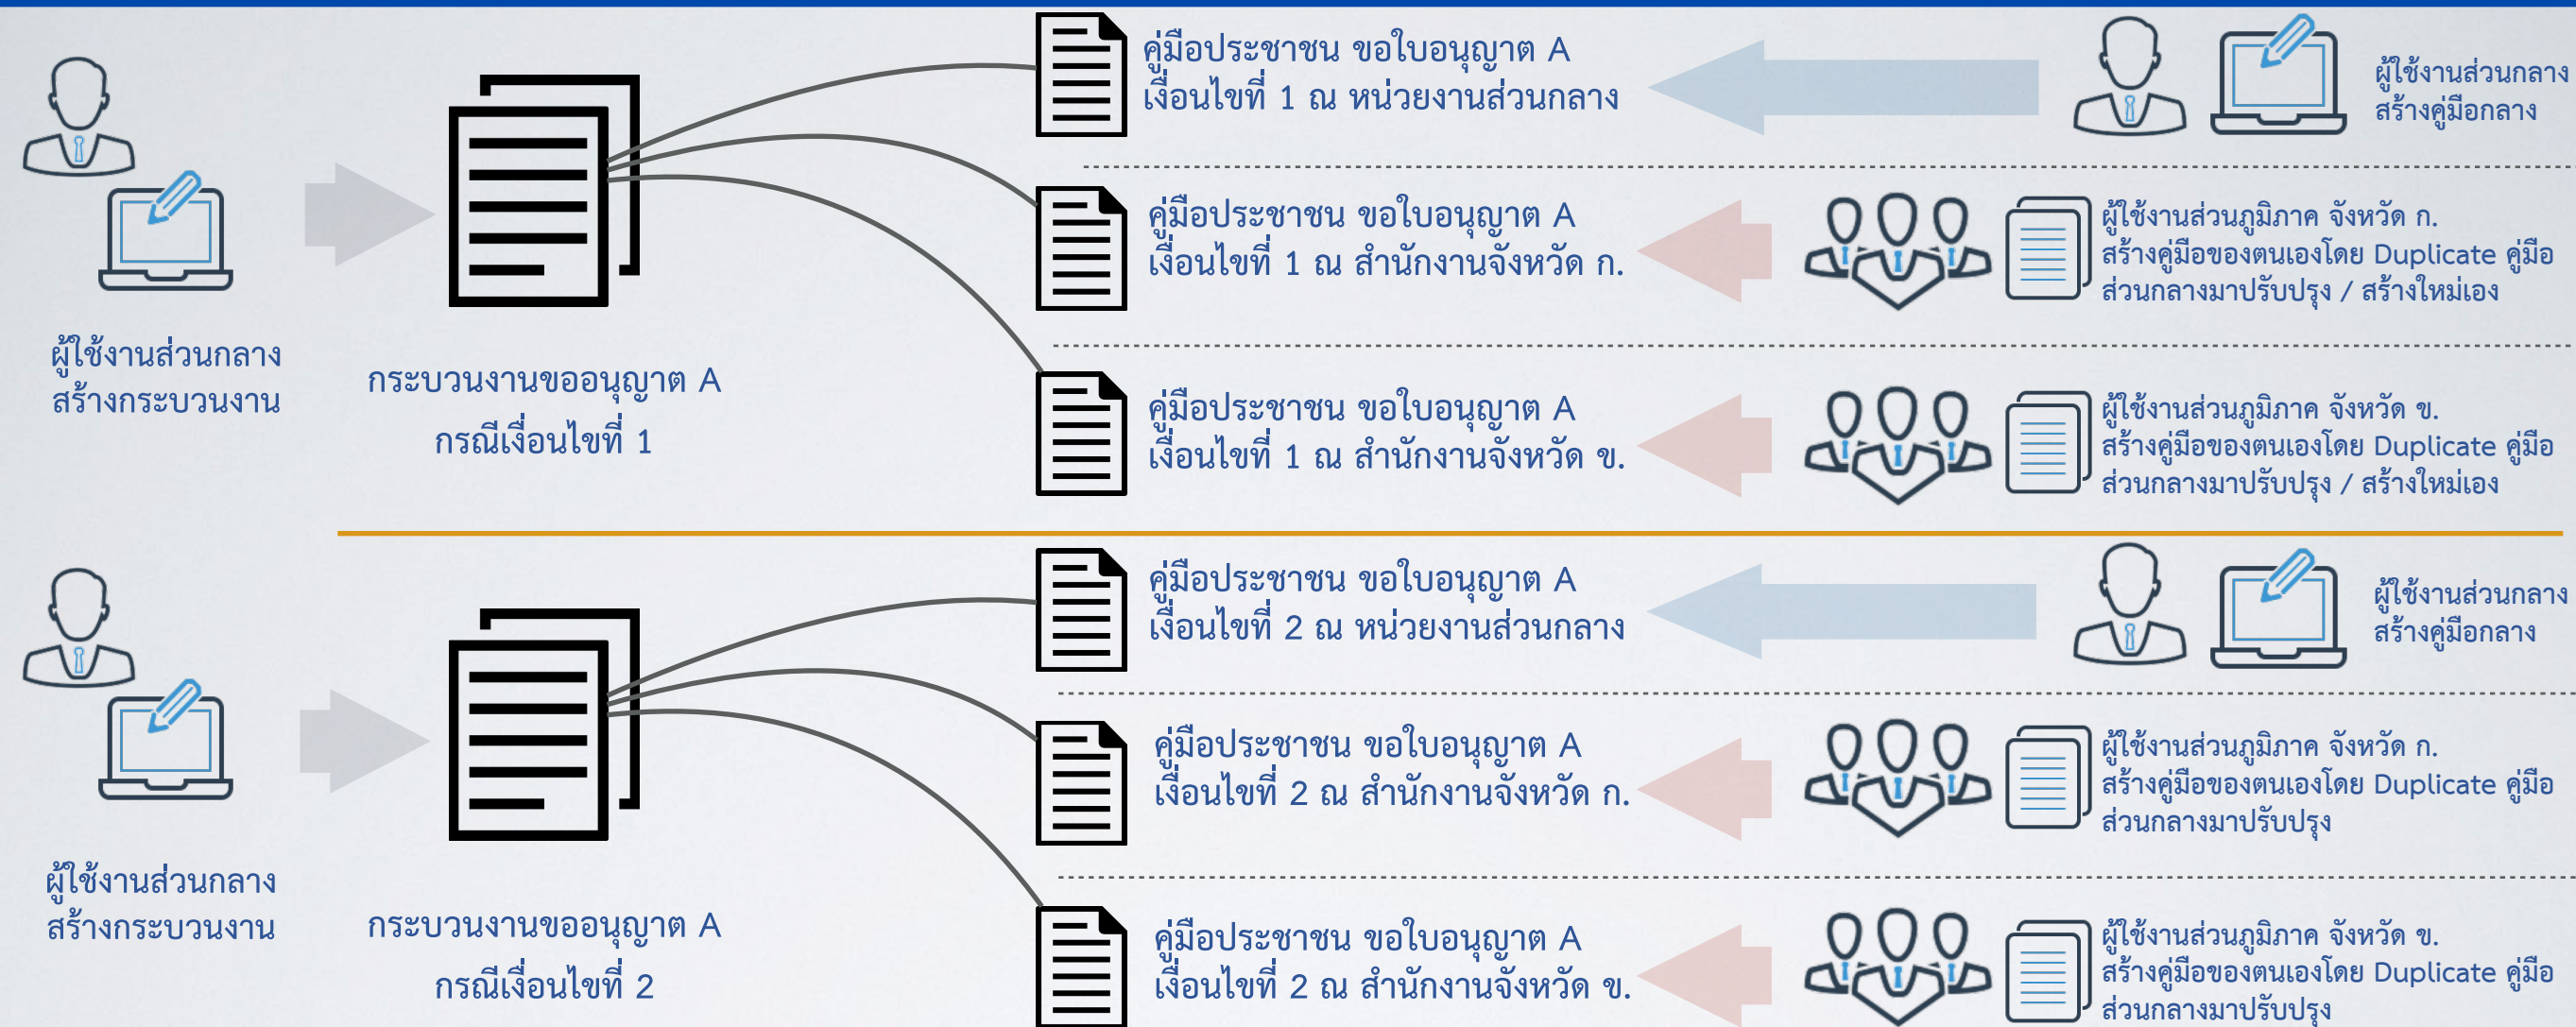 ผู้ใช้งานส่วนกลาง
สร้างกระบวนงาน
กระบวนงานขออนุญาต A
กรณีเงื่อนไขที่ 1
คู่มือประชาชน ขอใบอนุญาต A
เงื่อนไขที่ 1 ณ หน่วยงานส่วนกลาง
ผู้ใช้งานส่วนกลาง
สร้างคู่มือกลาง
คู่มือประชาชน ขอใบอนุญาต A
เงื่อนไขที่ 1 ณ สำนักงานจังหวัด ก.
ผู้ใช้งานส่วนภูมิภาค จังหวัด ก.
สร้างคู่มือของตนเองโดย Duplicate คู่มือ
ส่วนกลางมาปรับปรุง / สร้างใหม่เอง
คู่มือประชาชน ขอใบอนุญาต A
เงื่อนไขที่ 1 ณ สำนักงานจังหวัด ข.
ผู้ใช้งานส่วนภูมิภาค จังหวัด ข.
สร้างคู่มือของตนเองโดย Duplicate คู่มือ
ส่วนกลางมาปรับปรุง / สร้างใหม่เอง
ผู้ใช้งานส่วนกลาง
สร้างกระบวนงาน
กระบวนงานขออนุญาต A
กรณีเงื่อนไขที่ 2
คู่มือประชาชน ขอใบอนุญาต A
เงื่อนไขที่ 2 ณ หน่วยงานส่วนกลาง
ผู้ใช้งานส่วนกลาง
สร้างคู่มือกลาง
คู่มือประชาชน ขอใบอนุญาต A
เงื่อนไขที่ 2 ณ สำนักงานจังหวัด ก.
ผู้ใช้งานส่วนภูมิภาค จังหวัด ก.
สร้างคู่มือของตนเองโดย Duplicate คู่มือ
ส่วนกลางมาปรับปรุง
คู่มือประชาชน ขอใบอนุญาต A
เงื่อนไขที่ 2 ณ สำนักงานจังหวัด ข.
ผู้ใช้งานส่วนภูมิภาค จังหวัด ข.
สร้างคู่มือของตนเองโดย Duplicate คู่มือ
ส่วนกลางมาปรับปรุง